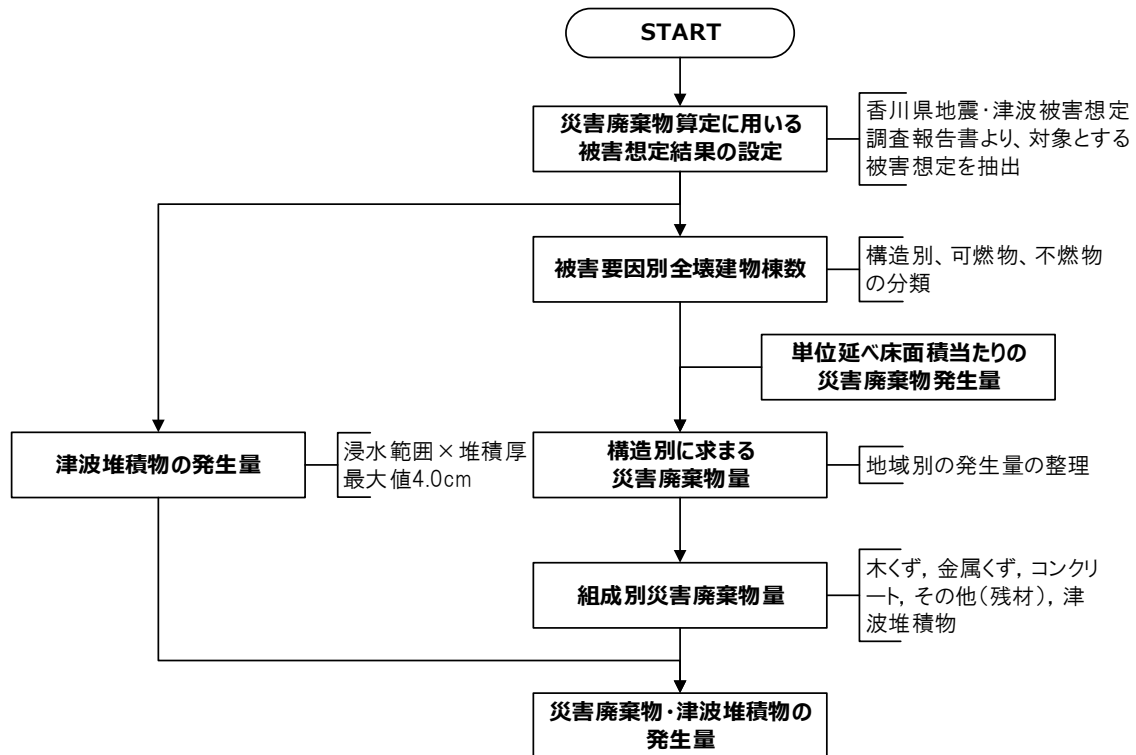 START
災害廃棄物算定に用いる
被害想定結果の設定
香川県地震・津波被害想定
調査報告書より、対象とする
被害想定を抽出
被害要因別全壊建物棟数
構造別、可燃物、不燃物
の分類
単位延べ床面積当たりの
災害廃棄物発生量
津波堆積物の発生量
浸水範囲×堆積厚
最大値4.0cm
構造別に求まる
災害廃棄物量
地域別の発生量の整理
組成別災害廃棄物量
木くず, 金属くず, コンクリ
ート, その他(残材), 津
波堆積物
災害廃棄物・津波堆積物の
発生量